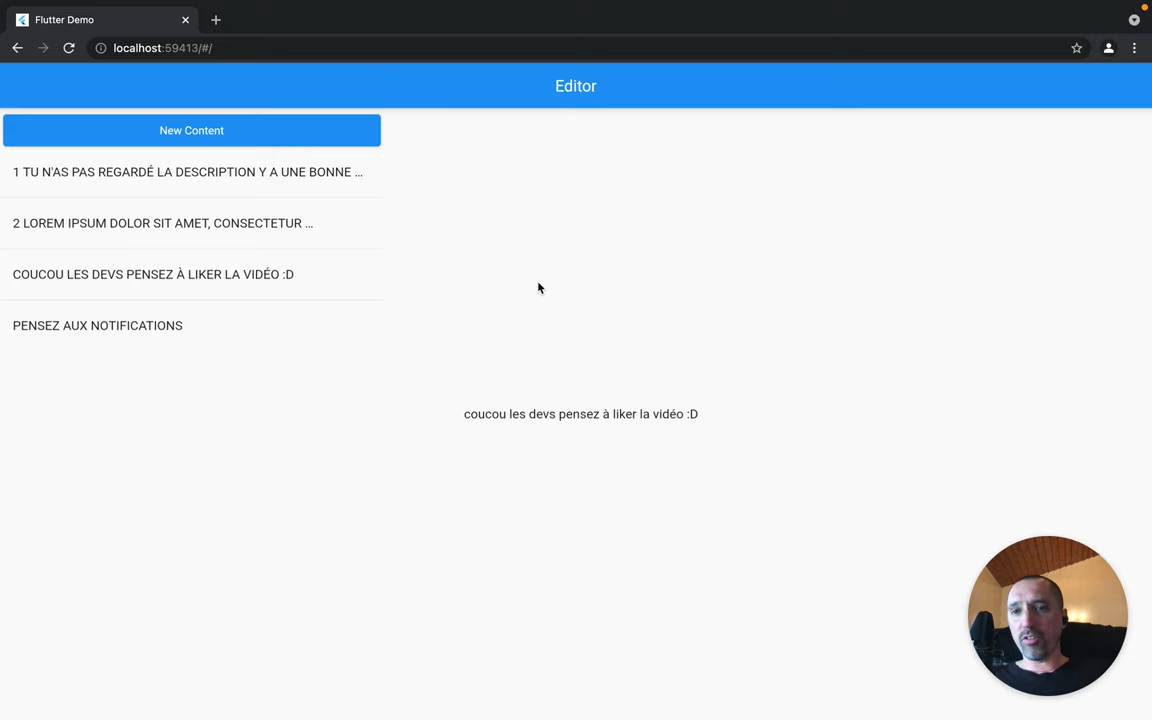 Flutter Demo
localhost:59413/#/
Editor
New Content
1 TU N'AS PAS REGARDÉ LA DESCRIPTION Y A UNE BONNE ...
2 LOREM IPSUM DOLOR SIT AMET, CONSECTETUR ...
COUCOU LES DEVS PENSEZ À LIKER LA VIDÉO :D
PENSEZ AUX NOTIFICATIONS
coucou les devs pensez à liker la vidéo :D